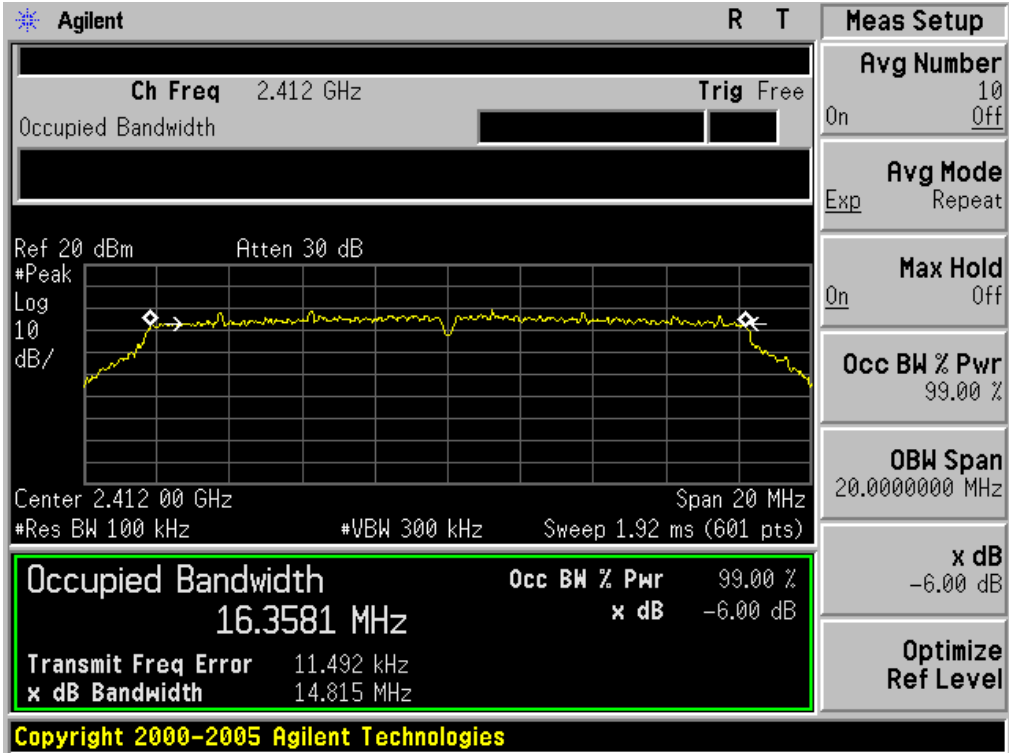 Agilent R T
Ch Freq 2.412 GHz Trig Free
Occupied Bandwidth
Ref 20 dBm Atten 30 dB
#Peak
Log
10
dB/
Center 2.412 00 GHz Span 20 MHz
#Res BW 100 kHz #VBW 300 kHz Sweep 1.92 ms (601 pts)
Occupied Bandwidth Occ BW % Pwr 99.00 %
16.3581 MHz x dB -6.00 dB
Transmit Freq Error 11.492 kHz
x dB Bandwidth 14.815 MHz
Copyright 2000-2005 Agilent Technologies
Meas Setup
Avg Number
10
On Off
Avg Mode
Exp Repeat
Max Hold
On Off
Occ BW % Pwr
99.00 %
OBW Span
20.0000000 MHz
x dB
-6.00 dB
Optimize
Ref Level